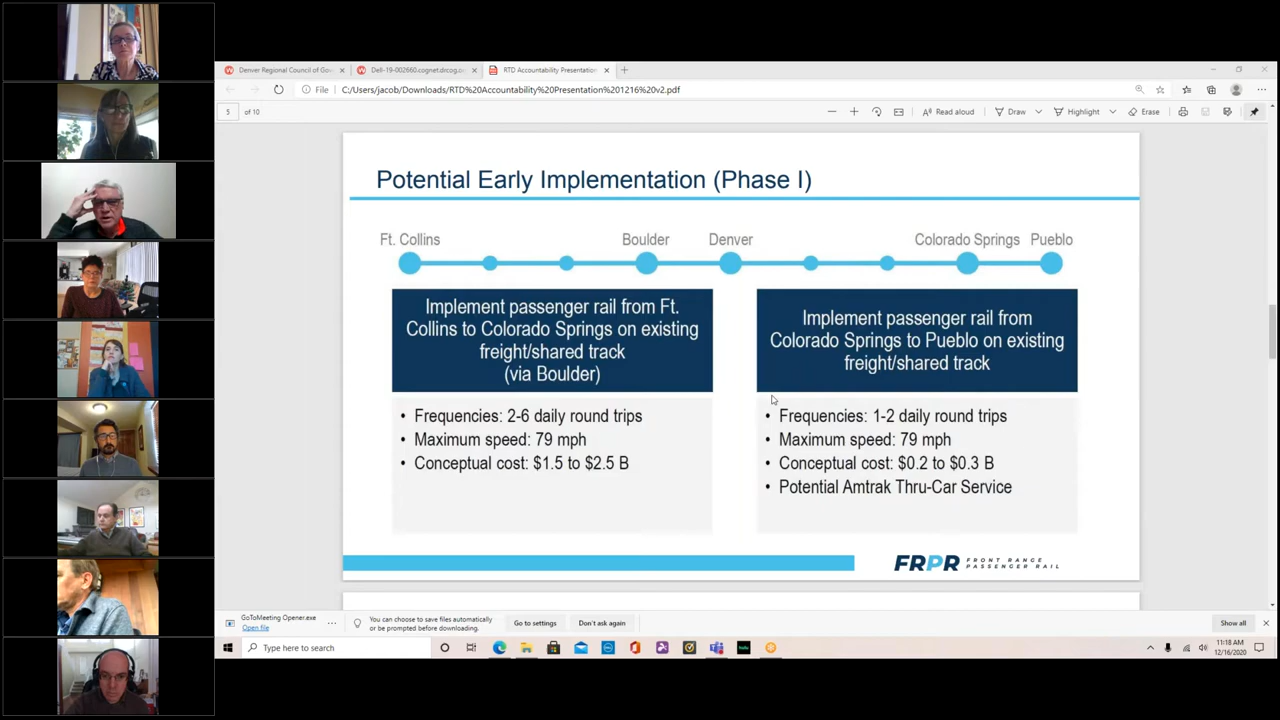 Denver Regional Council of Gov
Dell-19-002660.cognet.drcog.or
RTD Accountability Presentation
File
C:/Users/jacob/Downloads/RTD%20Accountability%20Presentation%201216%20v2.pdf
5 of 10
Read aloud
Draw
Highlight
Erase
Potential Early Implementation (Phase I)
Ft. Collins
Boulder
Denver
Colorado Springs
Pueblo
Implement passenger rail from Ft.
Collins to Colorado Springs on existing
freight/shared track
(via Boulder)
• Frequencies: 2-6 daily round trips
• Maximum speed: 79 mph
• Conceptual cost: $1.5 to $2.5 B
Implement passenger rail from
Colorado Springs to Pueblo on existing
freight/shared track
• Frequencies: 1-2 daily round trips
• Maximum speed: 79 mph
• Conceptual cost: $0.2 to $0.3 B
• Potential Amtrak Thru-Car Service
FRPR
FRONT RANGE
PASSENGER RAIL
GoToMeeting Opener.exe
Open file
You can choose to save files automatically
or be prompted before downloading.
Go to settings
Don't ask again
Show all
Type here to search
hulu
11:18 AM
12/16/2020